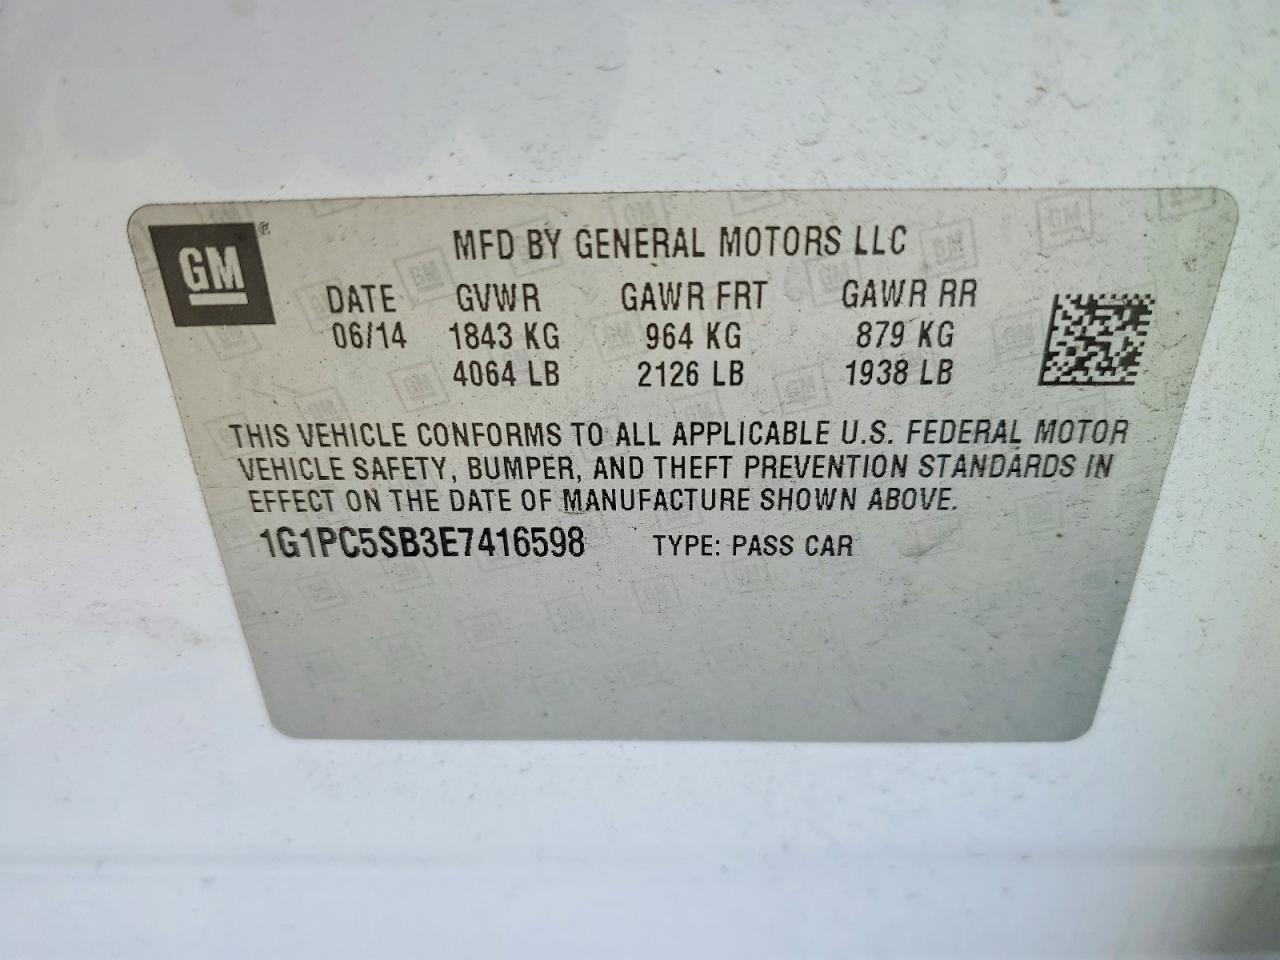 GM®
MFD BY GENERAL MOTORS LLC
DATE GVWR GAWR FRT GAWR RR
06/14 1843 KG 964 KG 879 KG
4064 LB 2126 LB 1938 LB
THIS VEHICLE CONFORMS TO ALL APPLICABLE U.S. FEDERAL MOTOR
VEHICLE SAFETY, BUMPER, AND THEFT PREVENTION STANDARDS IN
EFFECT ON THE DATE OF MANUFACTURE SHOWN ABOVE.
1G1PC5SB3E7416598 TYPE: PASS CAR